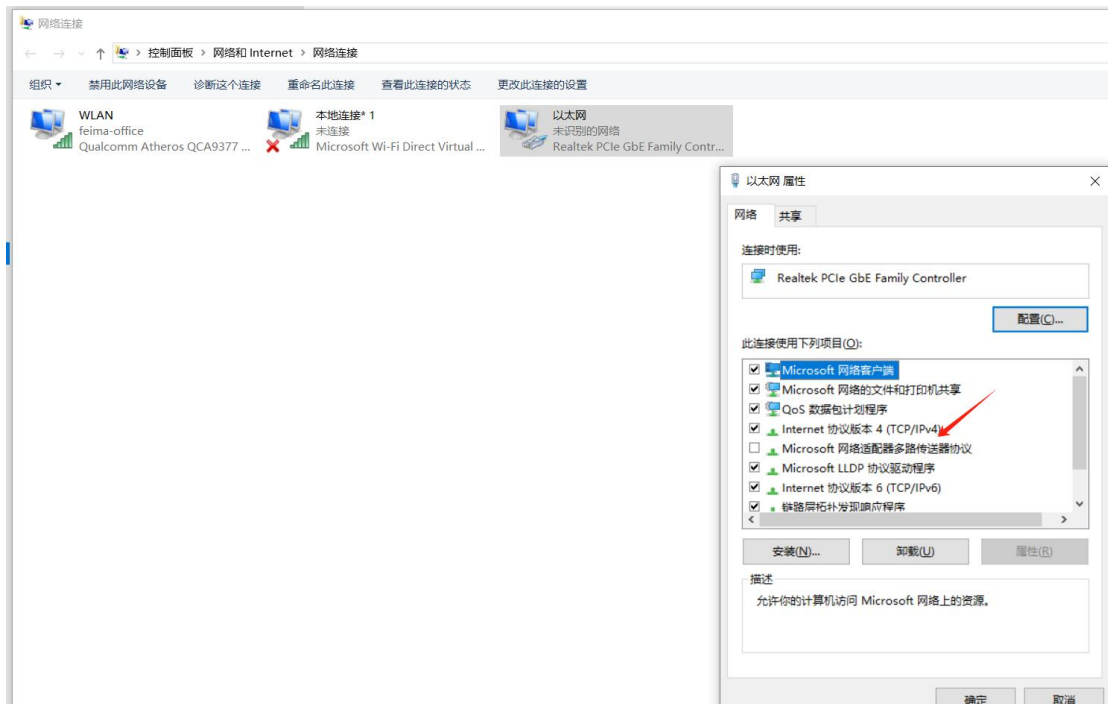 网络连接
控制面板 › 网络和 Internet › 网络连接
组织 禁用此网络设备 诊断这个连接 重命名此连接 查看此连接的状态 更改此连接的设置
WLAN
feima-office
Qualcomm Atheros QCA9377 ...
本地连接* 1
未连接
Microsoft Wi-Fi Direct Virtual ...
以太网
未识别的网络
Realtek PCIe GbE Family Contr...
以太网 属性
网络 共享
连接时使用:
Realtek PCIe GbE Family Controller
配置(C)...
此连接使用下列项目(O):
Microsoft 网络客户端
Microsoft 网络的文件和打印机共享
QoS 数据包计划程序
Internet 协议版本 4 (TCP/IPv4)
Microsoft 网络适配器多路传送器协议
Microsoft LLDP 协议驱动程序
Internet 协议版本 6 (TCP/IPv6)
链路层拓扑发现响应程序
安装(N)... 卸载(U) 属性(R)
描述
允许你的计算机访问 Microsoft 网络上的资源。
确定 取消